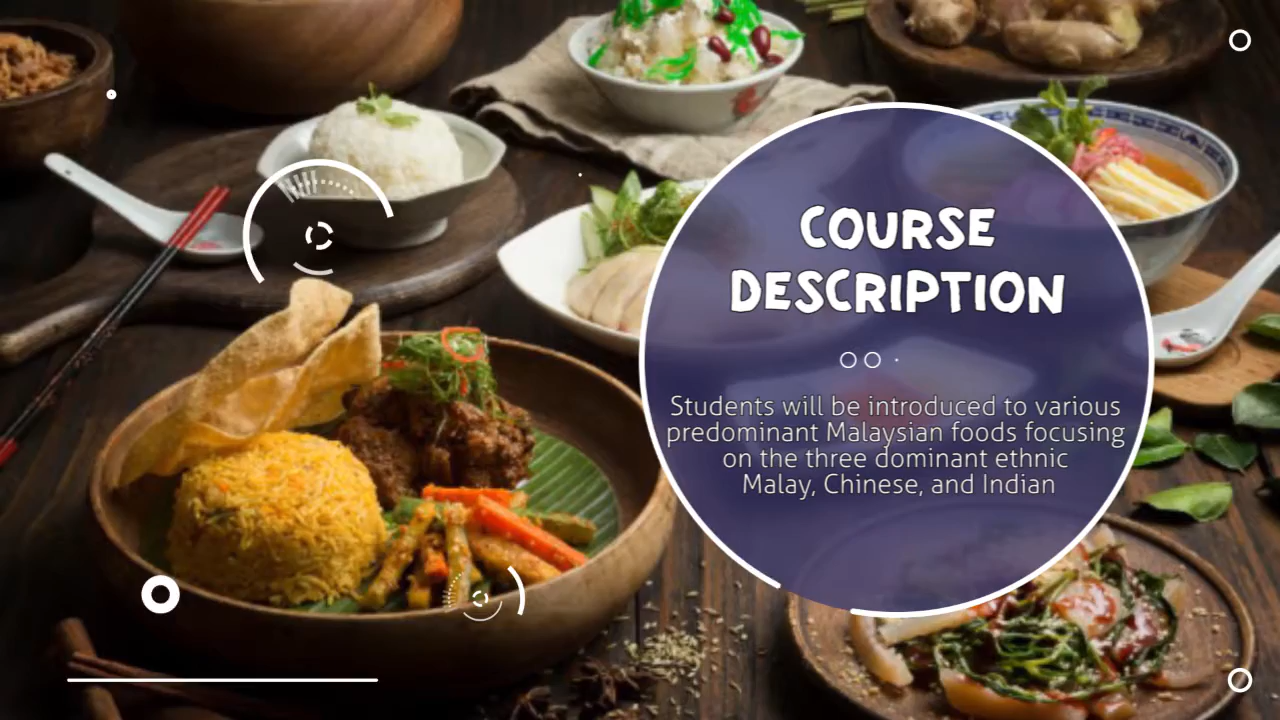 COURSE
DESCRIPTION
Students will be introduced to various
predominant Malaysian foods focusing
on the three dominant ethnic
Malay, Chinese, and Indian